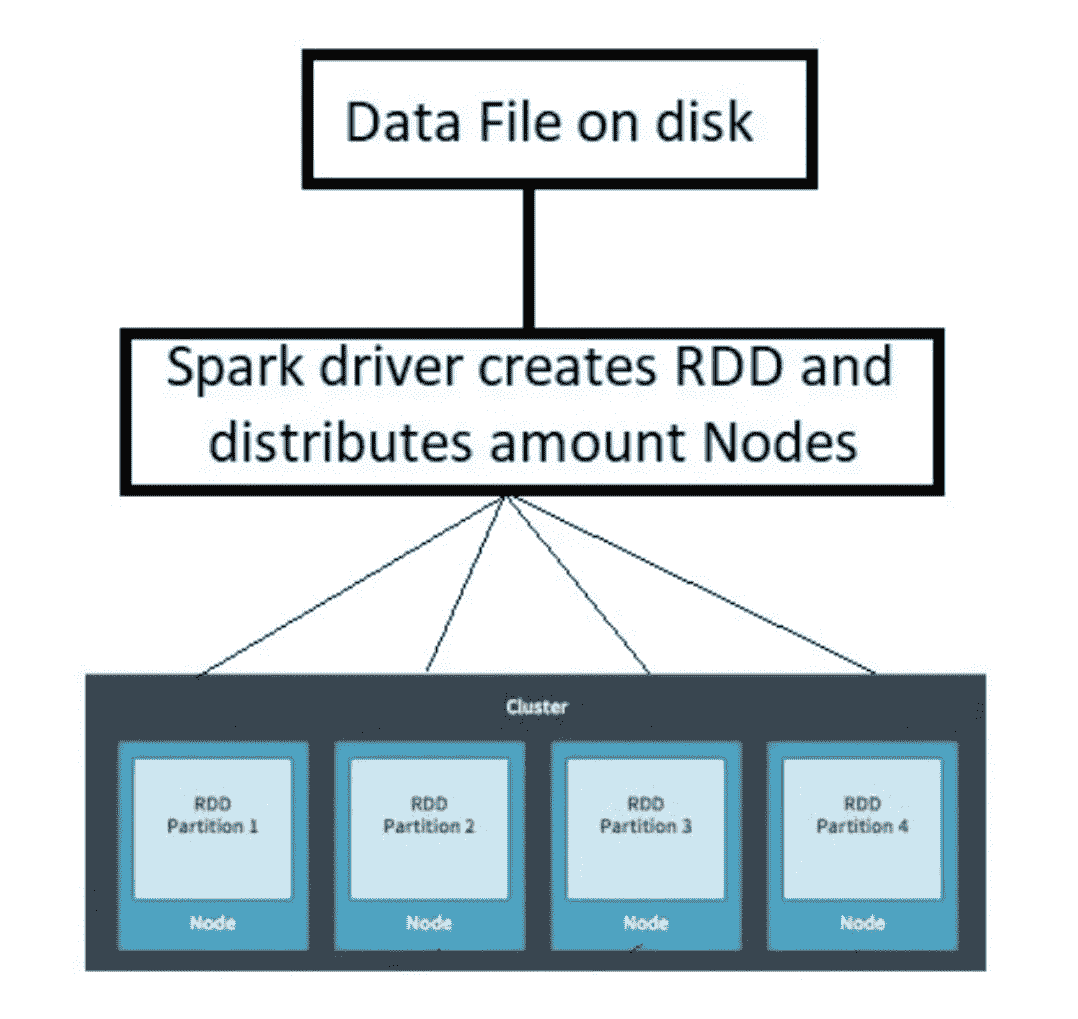 Data File on disk
Spark driver creates RDD and
distributes amount Nodes
Cluster
RDD
Partition 1
Node
RDD
Partition 2
Node
RDD
Partition 3
Node
RDD
Partition 4
Node